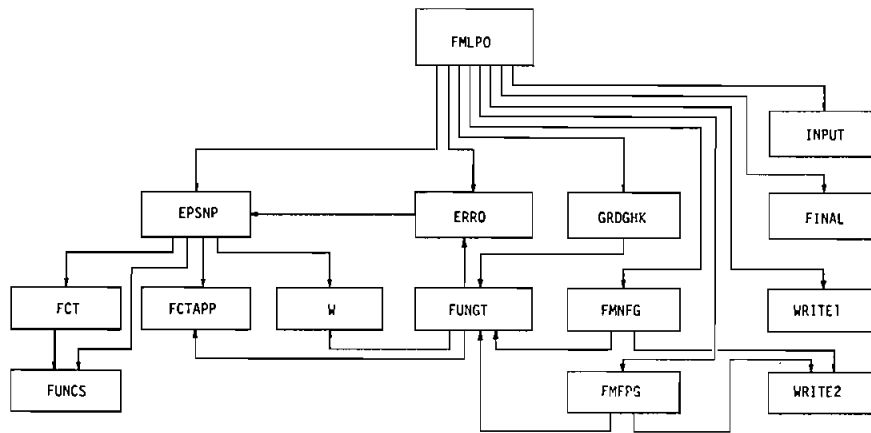 FMLPO
INPUT
EPSNP
ERRO
GRDGHK
FINAL
FCT
FCTAPP
W
FUNGT
FMNFG
WRITE1
FUNCS
FMFPG
WRITE2